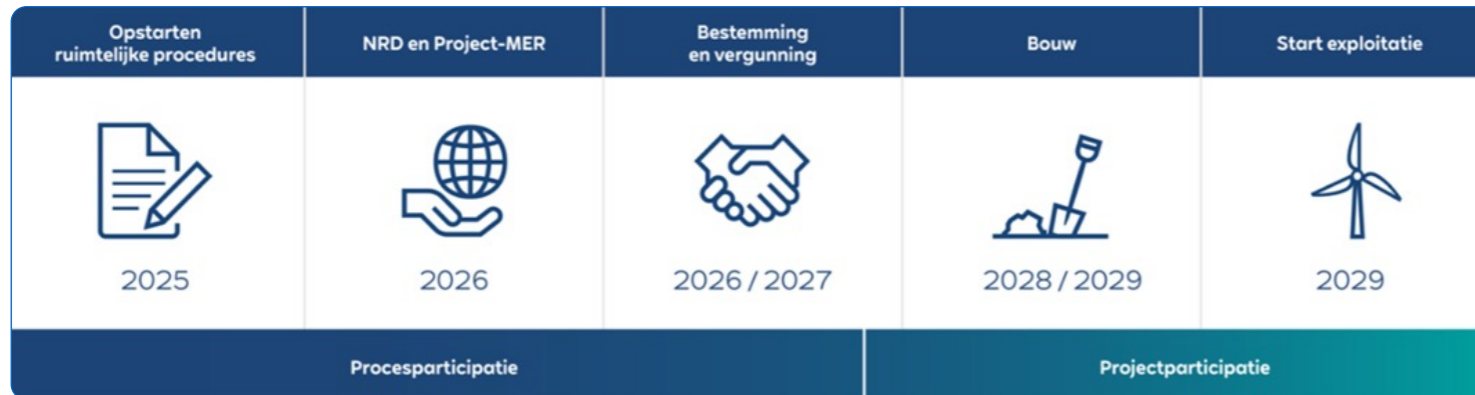 Opstarten
ruimtelijke procedures
NRD en Project-MER
Bestemming
en vergunning
Bouw
Start exploitatie
2025
2026
2026 / 2027
2028 / 2029
2029
Procesparticipatie
Projectparticipatie